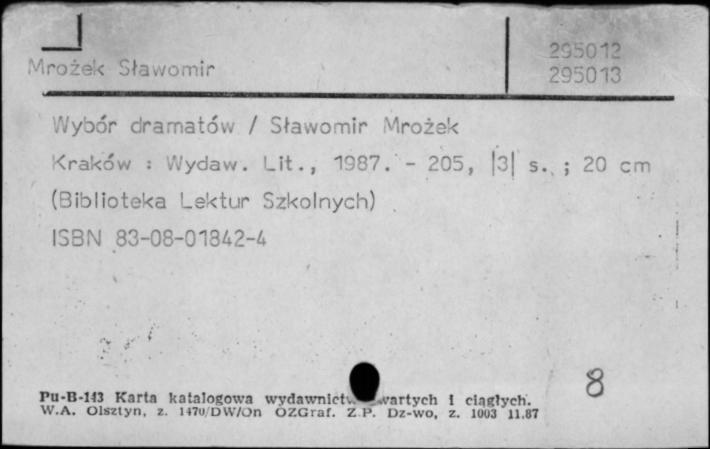 295012
Mrożek Sławomir
295013
Wybór dramatów / Sławomir Mrożek
Kraków : Wydaw. Lit., 1987. - 205, |3| s. ; 20 cm
(Biblioteka Lektur Szkolnych)
ISBN 83-08-01842-4
8
Pu-B-143 Karta katalogowa wydawnictw zwartych i ciągłych.
W.A. Olsztyn, z. 1470/DW/On OZGraf. Z.P. Dz-wo, z. 1003 11.87